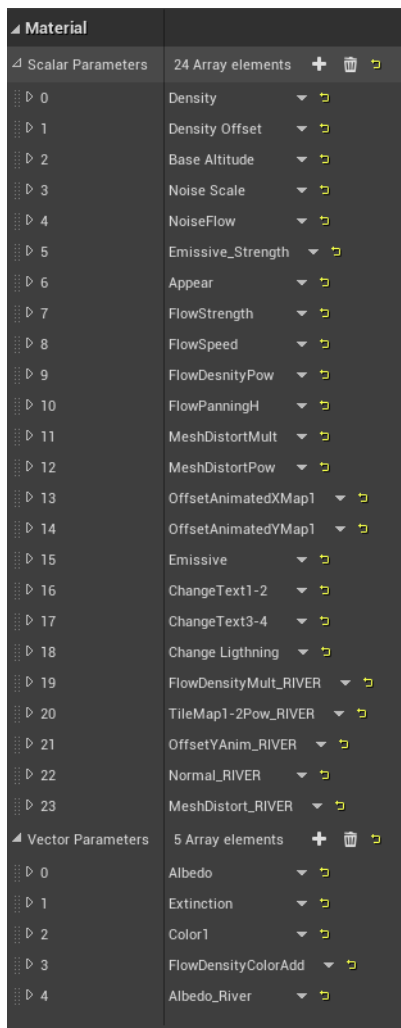 Material
Scalar Parameters 24 Array elements
0 Density
1 Density Offset
2 Base Altitude
3 Noise Scale
4 NoiseFlow
5 Emissive_Strength
6 Appear
7 FlowStrength
8 FlowSpeed
9 FlowDesnityPow
10 FlowPanningH
11 MeshDistortMult
12 MeshDistortPow
13 OffsetAnimatedXMap1
14 OffsetAnimatedYMap1
15 Emissive
16 ChangeText1-2
17 ChangeText3-4
18 Change Ligthning
19 FlowDensityMult_RIVER
20 TileMap1-2Pow_RIVER
21 OffsetYAnim_RIVER
22 Normal_RIVER
23 MeshDistort_RIVER
Vector Parameters 5 Array elements
0 Albedo
1 Extinction
2 Color1
3 FlowDensityColorAdd
4 Albedo_River